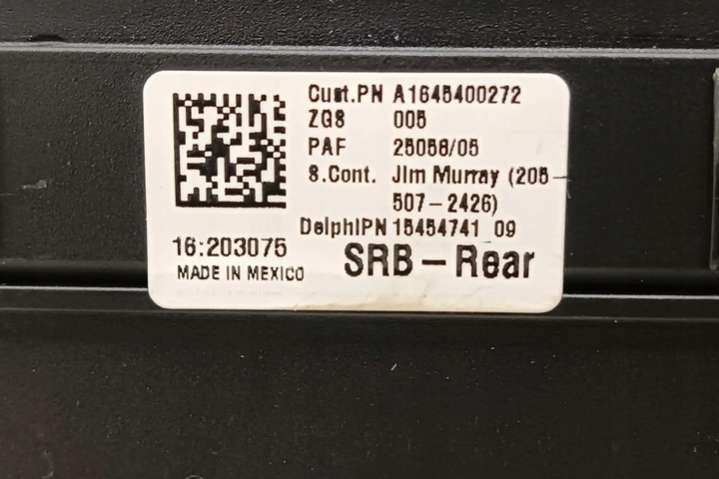 Cust.PN A1645400272
ZGS 005
PAF 25058/05
S.Cont. Jim Murray (205-
507-2426)
DelphiPN 15454741 09
16:203075
SRB-Rear
MADE IN MEXICO